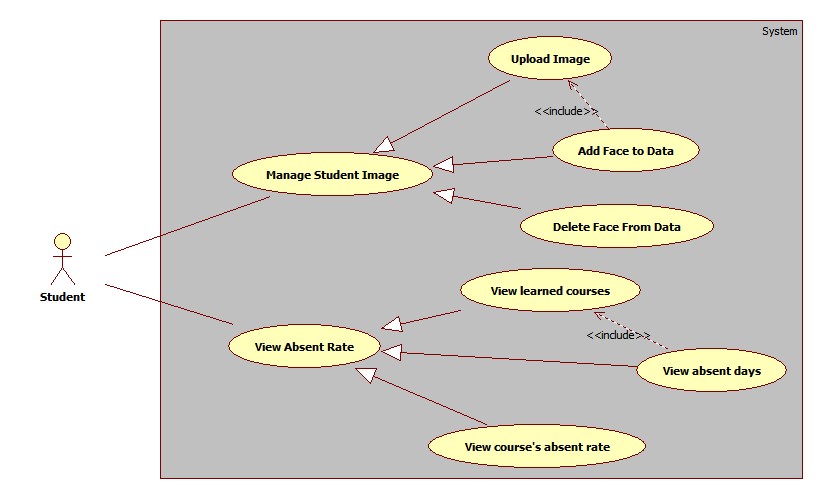 System
Upload Image
<<include>>
Add Face to Data
Manage Student Image
Delete Face From Data
Student
View learned courses
<<include>>
View Absent Rate
View absent days
View course's absent rate